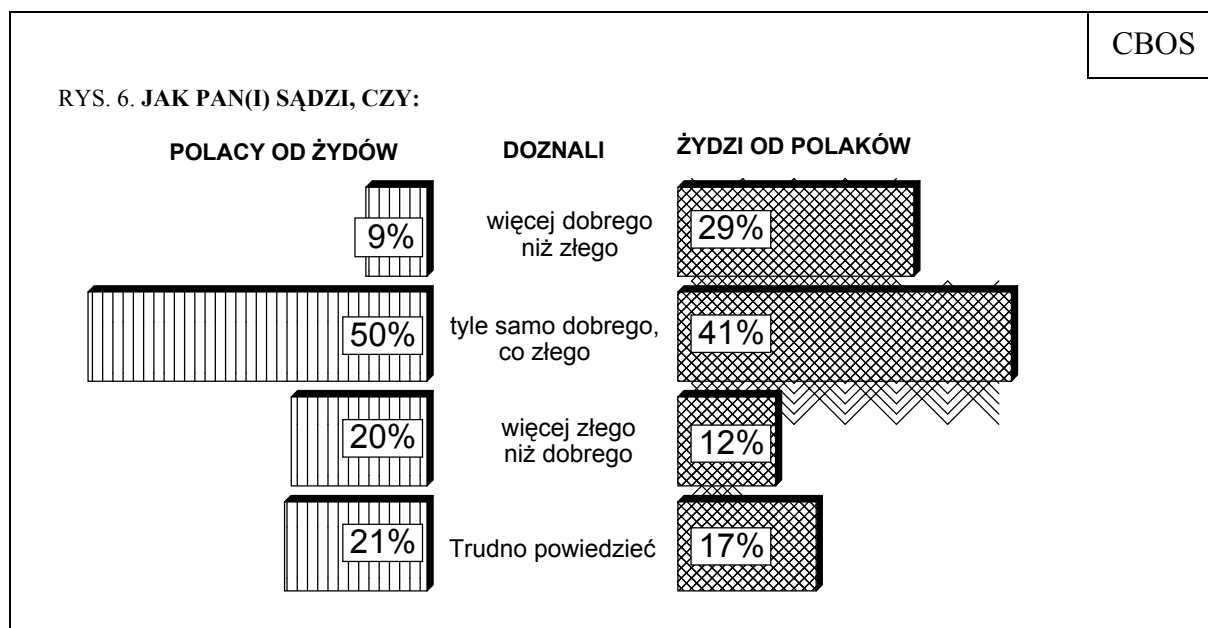 CBOS
RYS. 6. JAK PAN(I) SĄDZI, CZY:
POLACY OD ŻYDÓW DOZNALI ŻYDZI OD POLAKÓW
9% więcej dobrego niż złego 29%
50% tyle samo dobrego, co złego 41%
20% więcej złego niż dobrego 12%
21% Trudno powiedzieć 17%